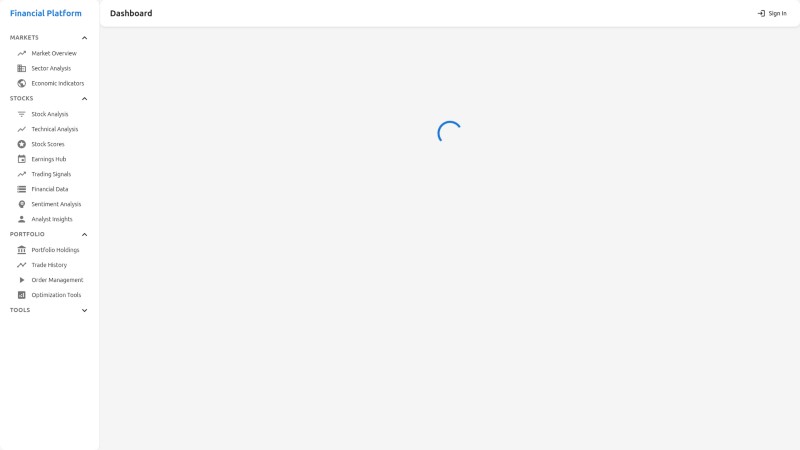 Financial Platform
Dashboard
Sign In
MARKETS
Market Overview
Sector Analysis
Economic Indicators
STOCKS
Stock Analysis
Technical Analysis
Stock Scores
Earnings Hub
Trading Signals
Financial Data
Sentiment Analysis
Analyst Insights
PORTFOLIO
Portfolio Holdings
Trade History
Order Management
Optimization Tools
TOOLS